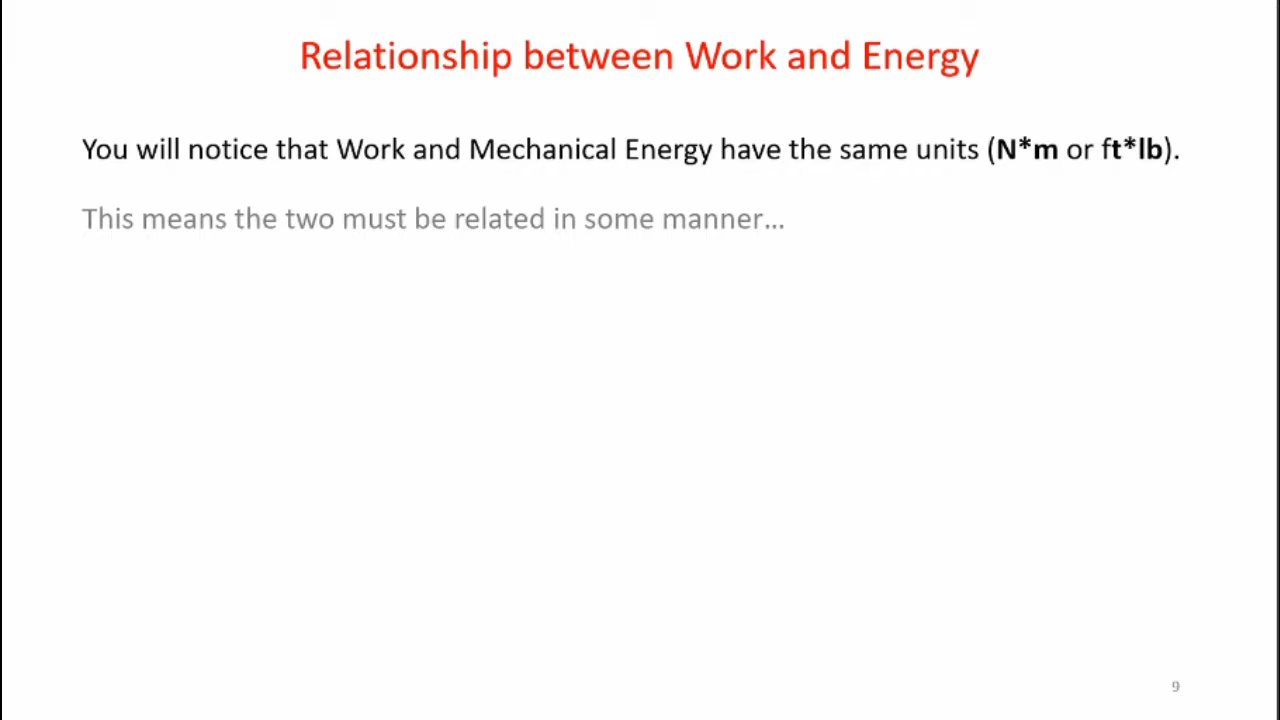 Relationship between Work and Energy
You will notice that Work and Mechanical Energy have the same units (N*m or ft*lb).
This means the two must be related in some manner…
9